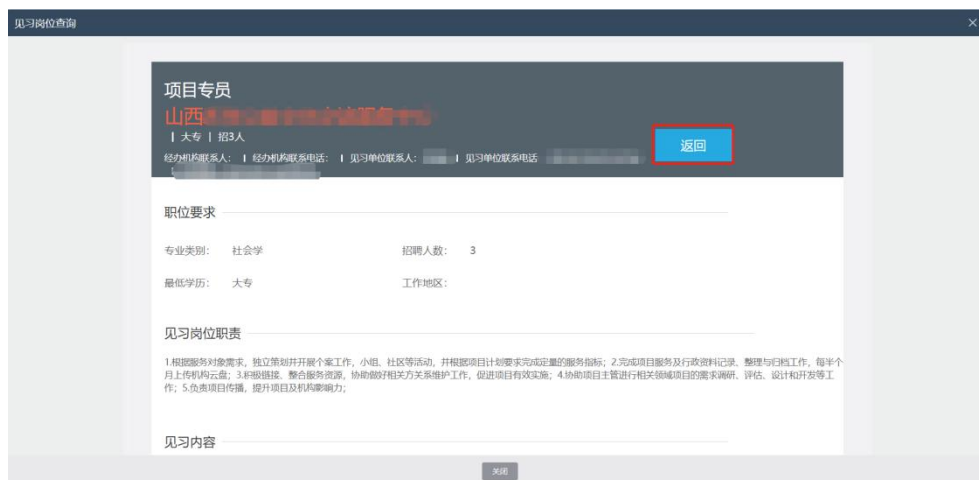 见习岗位查询
×
项目专员
山西
| 大专 | 招3人
返回
经办机构联系人: | 经办机构联系电话: | 见习单位联系人: | 见习单位联系电话
职位要求
专业类别: 社会学 招聘人数: 3
最低学历: 大专 工作地区:
见习岗位职责
1.根据服务对象需求，独立策划并开展个案工作，小组、社区等活动，并根据项目计划要求完成定量的服务指标；2.完成项目服务及行政资料记录、整理与归档工作，每半个
月上传机构云盘；3.积极链接、整合服务资源，协助做好相关方关系维护工作，促进项目有效实施；4.协助项目主管进行相关领域项目的需求调研、评估、设计和开发等工
作；5.负责项目传播，提升项目及机构影响力；
见习内容
关闭